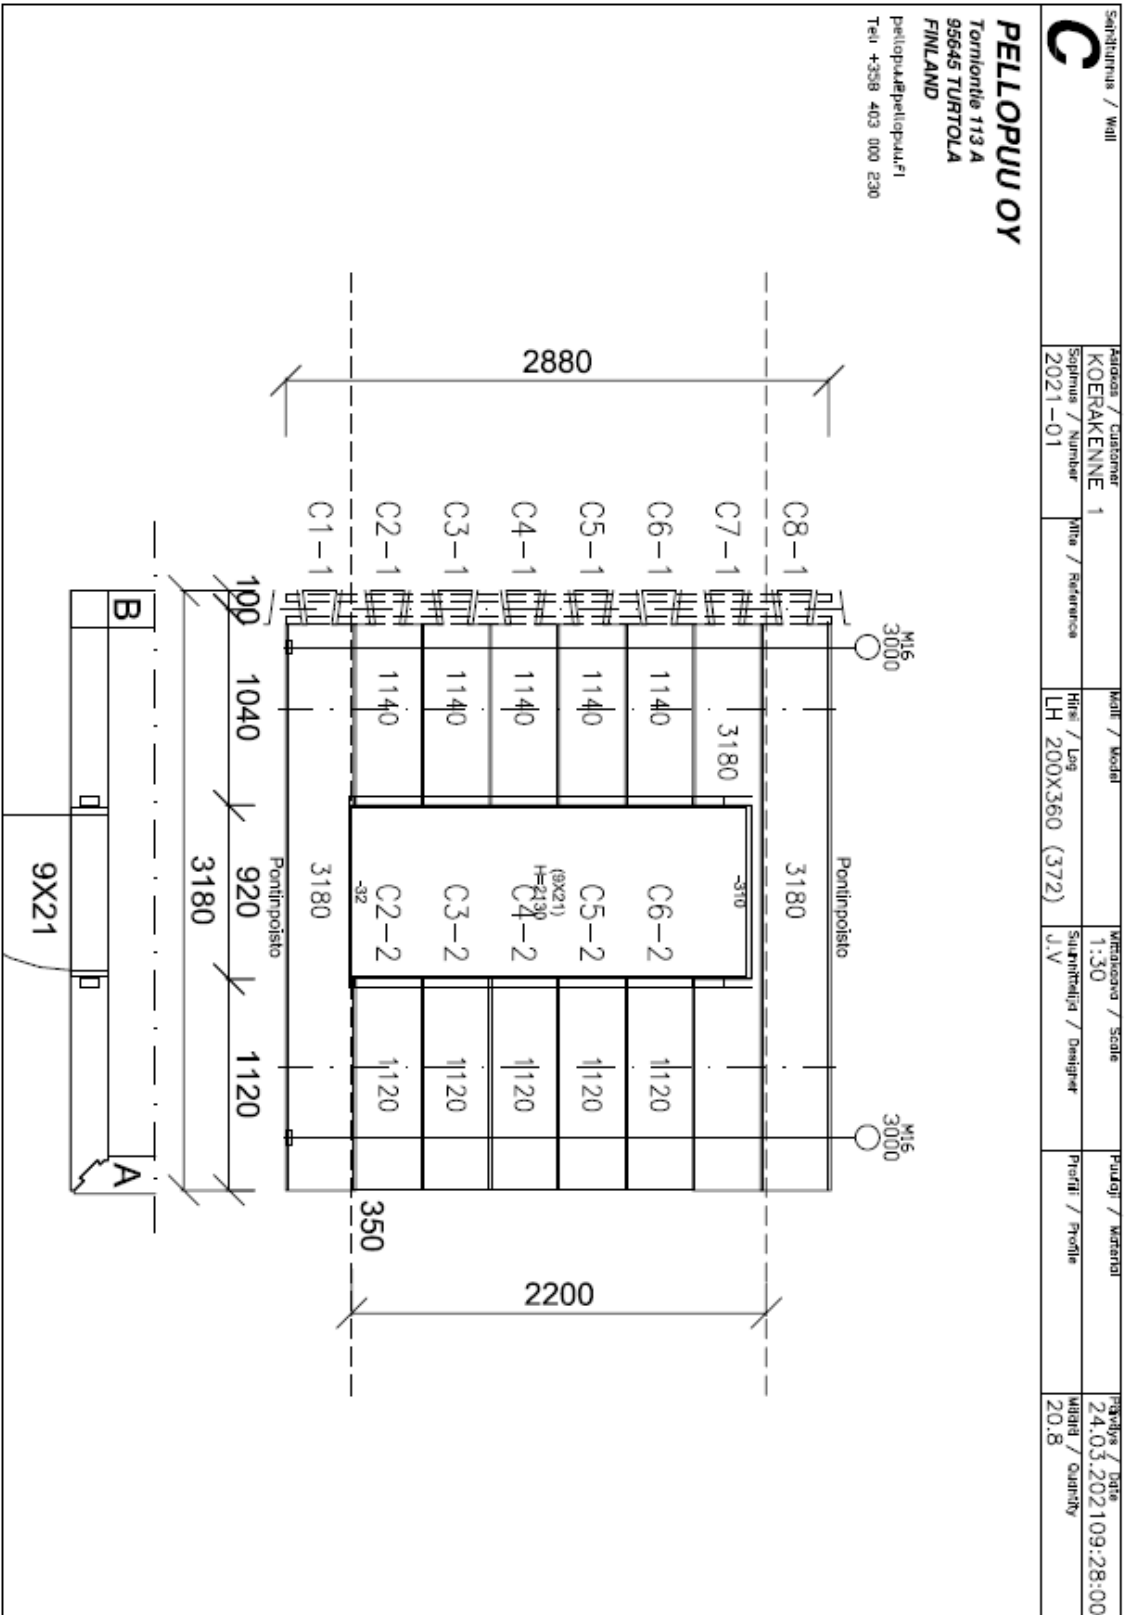 Seinätunnus / Wall
C
Asiakas / Customer
KOERAKENNE 1
Sopimus / Number
2021-01
Viite / Reference
Malli / Model
Hirsi / Log
LH 200X360 (372)
Mittakaava / Scale
1:30
Suunnittelija / Designer
J.V
Puulaji / Material
Profiili / Profile
Päiväys / Date
24.03.202109:28:00
Määrä / Quantity
20.8
PELLOPUU OY
Torniontie 113 A
95645 TURTOLA
FINLAND
pellopuu@pellopuu.fi
Tel: +358 403 000 230
M16
3000
M16
3000
Pontinpoisto
2880
C8-1
3180
C7-1
3180
-310
C6-1
1140
C6-2
1120
C5-1
1140
C5-2
1120
(9X21)
H=2130
C4-1
1140
C4-2
1120
C3-1
1140
C3-2
1120
C2-1
1140
C2-2
1120
-32
C1-1
3180
2200
350
Pontinpoisto
100
1040
920
1120
3180
B
A
9X21